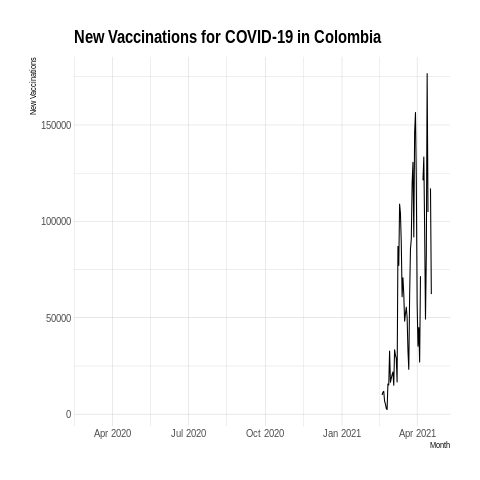 New Vaccinations for COVID-19 in Colombia
New Vaccinations
150000
100000
50000
0
Apr 2020
Jul 2020
Oct 2020
Jan 2021
Apr 2021
Month